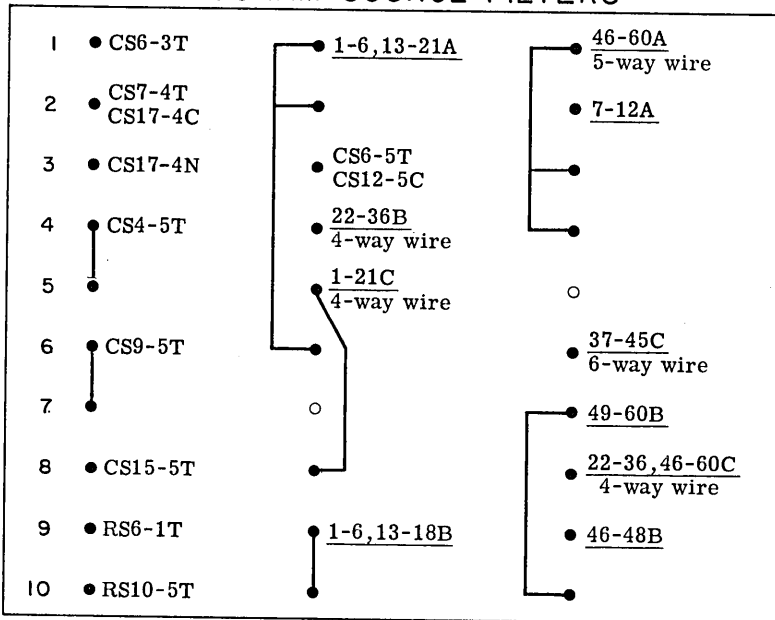 1 CS6-3T 1-6,13-21A 46-60A
5-way wire
2 CS7-4T 7-12A
CS17-4C
3 CS17-4N CS6-5T
CS12-5C
4 CS4-5T 22-36B
4-way wire
5 1-21C
4-way wire
6 CS9-5T 37-45C
6-way wire
7. 49-60B
8 CS15-5T 22-36,46-60C
4-way wire
9 RS6-1T 1-6,13-18B 46-48B
10 RS10-5T